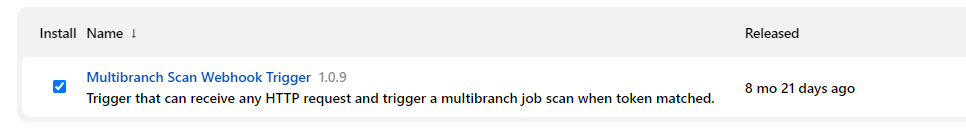 Install Name ↓ Released
Multibranch Scan Webhook Trigger 1.0.9
Trigger that can receive any HTTP request and trigger a multibranch job scan when token matched.
8 mo 21 days ago